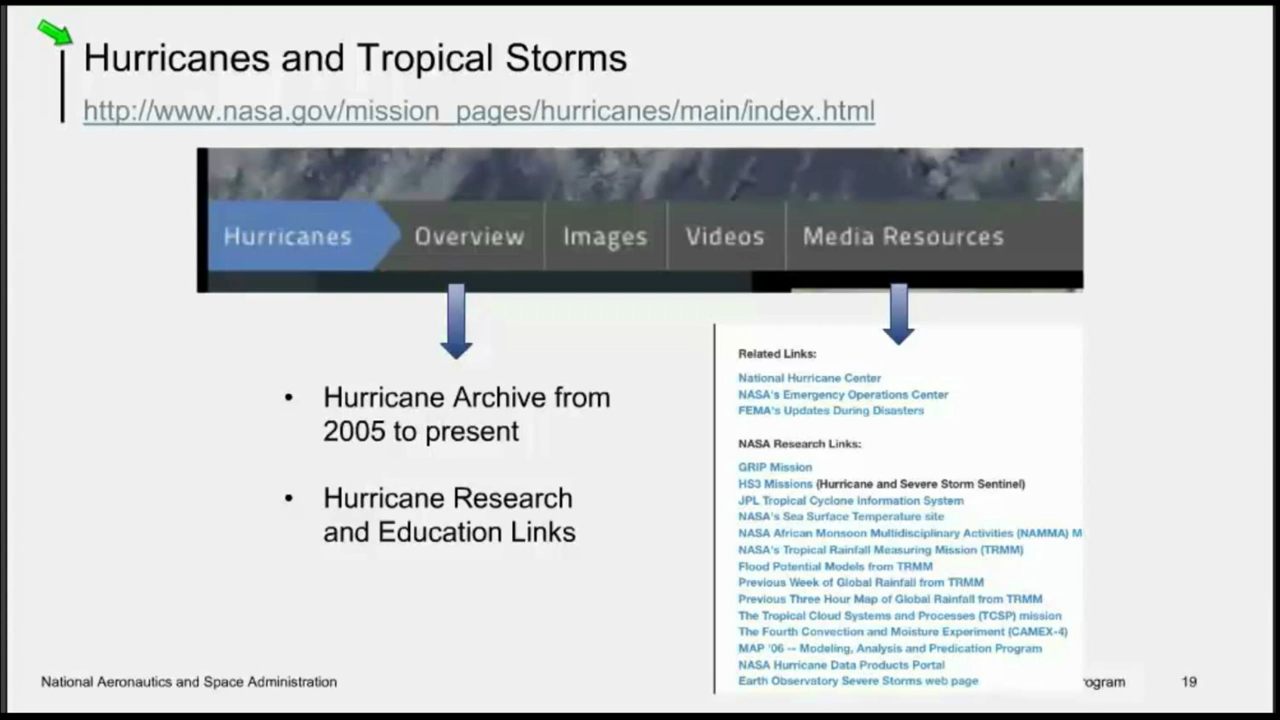 Hurricanes and Tropical Storms
http://www.nasa.gov/mission_pages/hurricanes/main/index.html
Hurricanes Overview Images Videos Media Resources
• Hurricane Archive from
2005 to present
• Hurricane Research
and Education Links
Related Links:
National Hurricane Center
NASA's Emergency Operations Center
FEMA's Updates During Disasters
NASA Research Links:
GRIP Mission
HS3 Missions (Hurricane and Severe Storm Sentinel)
JPL Tropical Cyclone Information System
NASA's Sea Surface Temperature site
NASA African Monsoon Multidisciplinary Activities (NAMMA) M
NASA's Tropical Rainfall Measuring Mission (TRMM)
Flood Potential Models from TRMM
Previous Week of Global Rainfall from TRMM
Previous Three Hour Map of Global Rainfall from TRMM
The Tropical Cloud Systems and Processes (TCSP) mission
The Fourth Convection and Moisture Experiment (CAMEX-4)
MAP '06 -- Modeling, Analysis and Predication Program
NASA Hurricane Data Products Portal
Earth Observatory Severe Storms web page
National Aeronautics and Space Administration
ogram 19